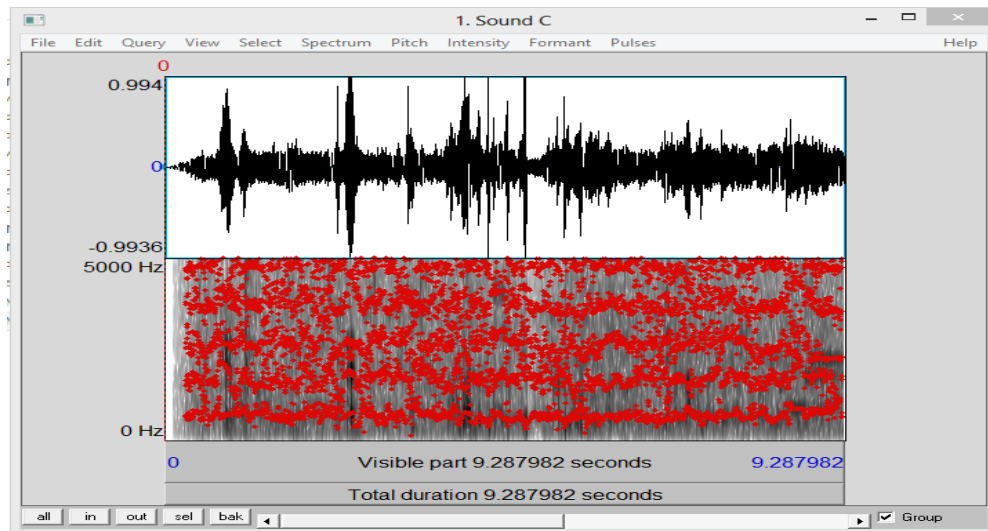 1. Sound C
File Edit Query View Select Spectrum Pitch Intensity Formant Pulses Help
0
0.994
0
-0.9936
5000 Hz
0 Hz
0 Visible part 9.287982 seconds 9.287982
Total duration 9.287982 seconds
all in out sel bak Group